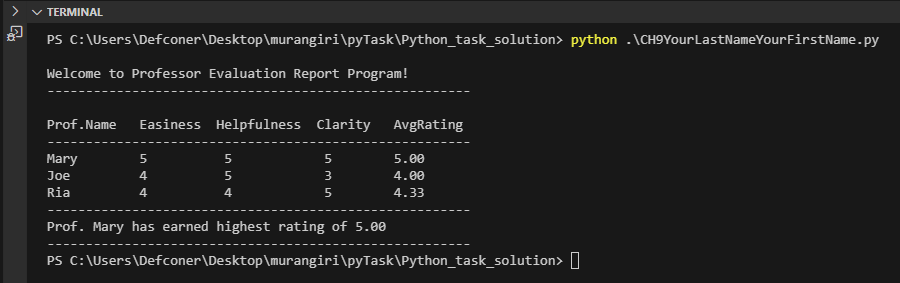 TERMINAL
PS C:\Users\Defconer\Desktop\murangiri\pyTask\Python_task_solution> python .\CH9YourLastNameYourFirstName.py
Welcome to Professor Evaluation Report Program!
-------------------------------------------------------
Prof.Name   Easiness  Helpfulness  Clarity   AvgRating
-------------------------------------------------------
Mary        5          5            5        5.00
Joe         4          5            3        4.00
Ria         4          4            5        4.33
-------------------------------------------------------
Prof. Mary has earned highest rating of 5.00
-------------------------------------------------------
PS C:\Users\Defconer\Desktop\murangiri\pyTask\Python_task_solution>